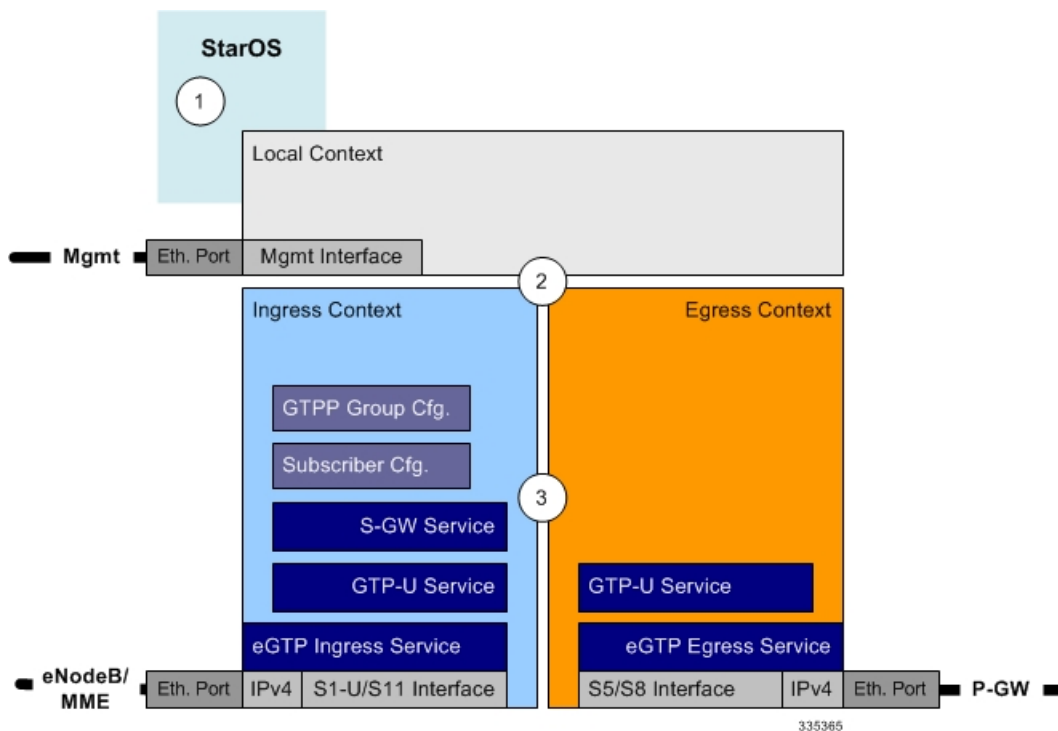 StarOS
1
Local Context
Mgmt
Eth. Port
Mgmt Interface
2
Ingress Context
Egress Context
GTPP Group Cfg.
Subscriber Cfg.
3
S-GW Service
GTP-U Service
GTP-U Service
eGTP Ingress Service
eGTP Egress Service
eNodeB/
MME
Eth. Port
IPv4
S1-U/S11 Interface
S5/S8 Interface
IPv4
Eth. Port
P-GW
335365